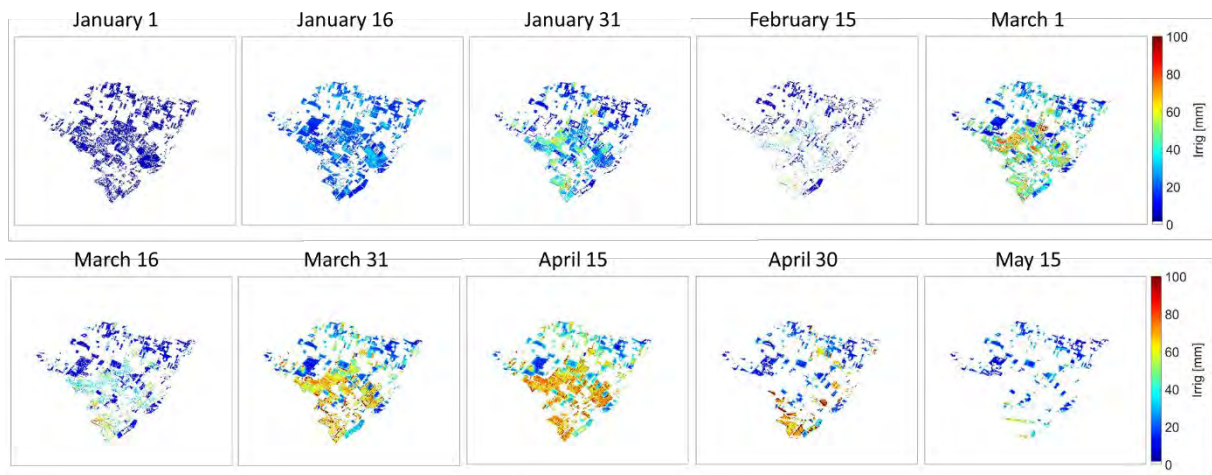 January 1
January 16
January 31
February 15
March 1
100
80
60
40
20
0
Irrig [mm]
March 16
March 31
April 15
April 30
May 15
100
80
60
40
20
0
Irrig [mm]